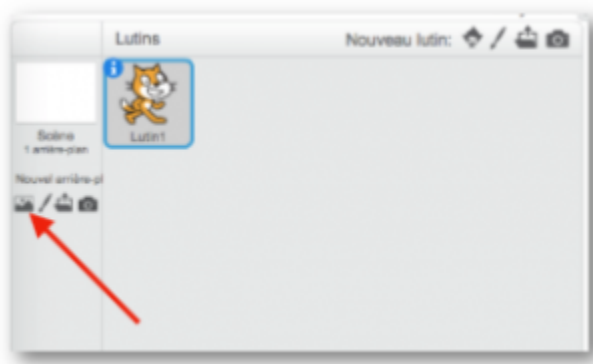 Lutins
Nouveau lutin:
Lutin1
Scène
1 arrière-plan
Nouvel arrière-pl